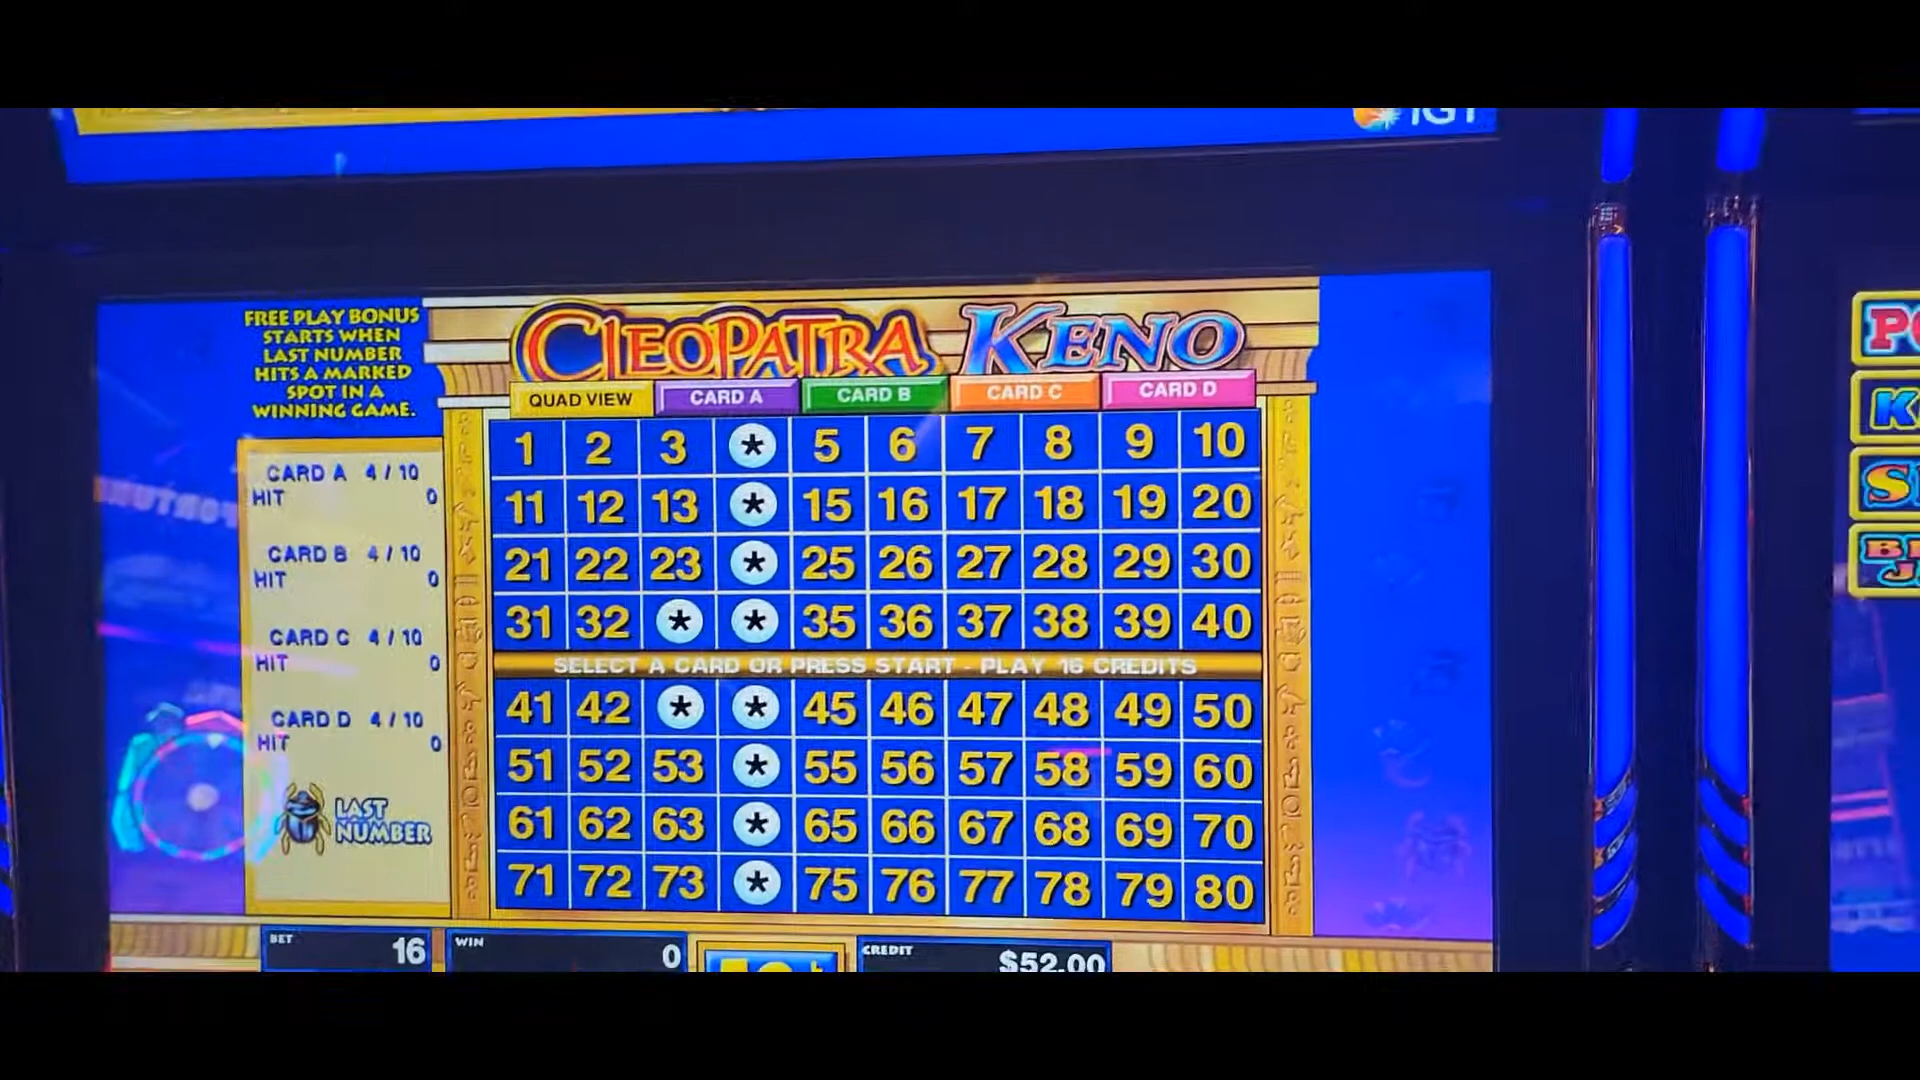 IGT
FREE PLAY BONUS
STARTS WHEN
LAST NUMBER
HITS A MARKED
SPOT IN A
WINNING GAME.
CLEOPATRA KENO
QUAD VIEW CARD A CARD B CARD C CARD D
CARD A 4/10
HIT 0
CARD B 4/10
HIT 0
CARD C 4/10
HIT 0
CARD D 4/10
HIT 0
LAST
NUMBER
1 2 3 * 5 6 7 8 9 10
11 12 13 * 15 16 17 18 19 20
21 22 23 * 25 26 27 28 29 30
31 32 * * 35 36 37 38 39 40
SELECT A CARD OR PRESS START - PLAY 16 CREDITS
41 42 * * 45 46 47 48 49 50
51 52 53 * 55 56 57 58 59 60
61 62 63 * 65 66 67 68 69 70
71 72 73 * 75 76 77 78 79 80
BET 16 WIN 0 CREDIT $52.00